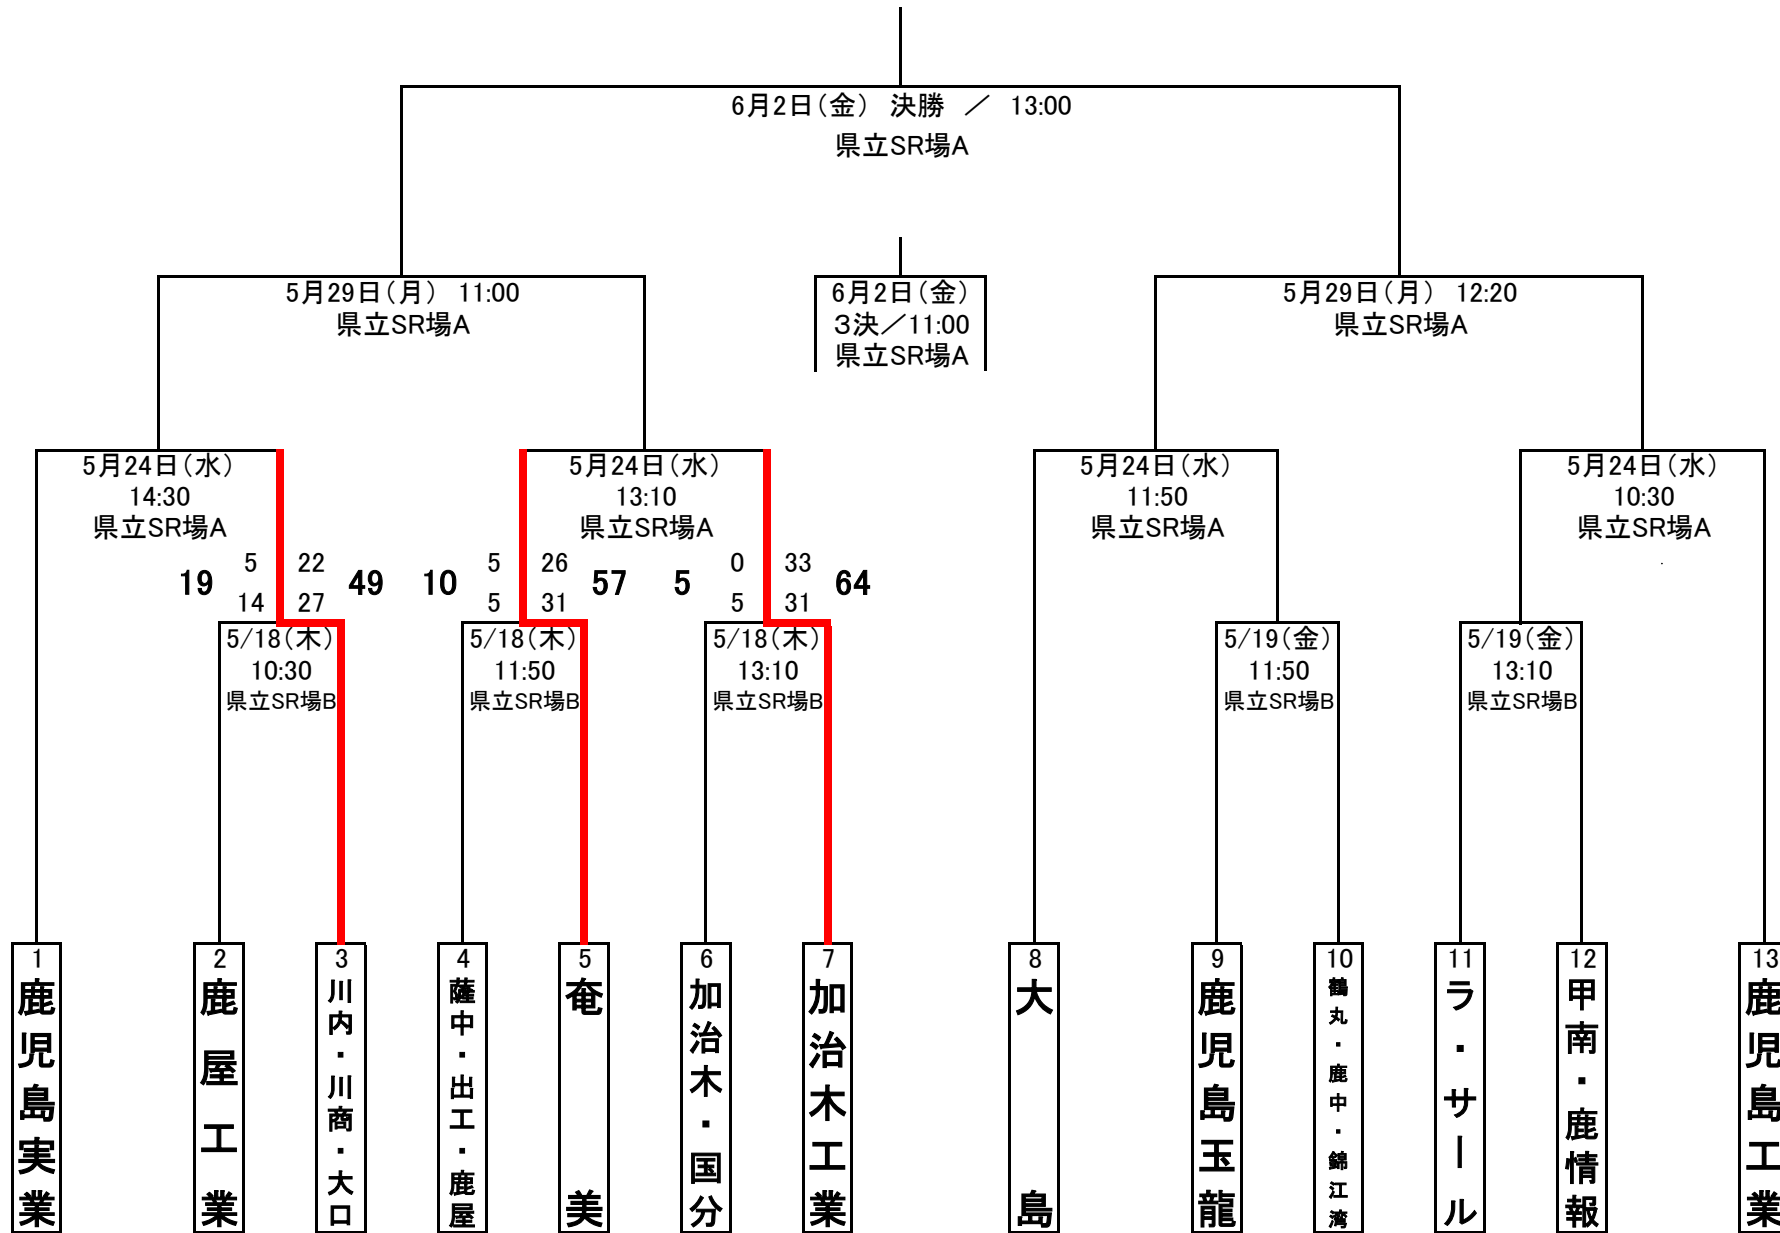 6月2日（金） 決勝 ／ 13:00
県立SR場A
5月29日（月） 11:00
県立SR場A
6月2日（金）
３決／11:00
県立SR場A
5月29日（月） 12:20
県立SR場A
5月24日（水）
14:30
県立SR場A
5月24日（水）
13:10
県立SR場A
5月24日（水）
11:50
県立SR場A
5月24日（水）
10:30
県立SR場A
19 5 22 49
14 27
10 5 26 57
5 31
5 0 33 64
5 31
5/18（木）
10:30
県立SR場B
5/18（木）
11:50
県立SR場B
5/18（木）
13:10
県立SR場B
5/19（金）
11:50
県立SR場B
5/19（金）
13:10
県立SR場B
1
鹿児島実業
2
鹿屋工業
3
川内・川商・大口
4
薩中・出工・鹿屋
5
奄美
6
加治木・国分
7
加治木工業
8
大島
9
鹿児島玉龍
10
鶴丸・鹿中・錦江湾
11
ラ・サール
12
甲南・鹿情報
13
鹿児島工業